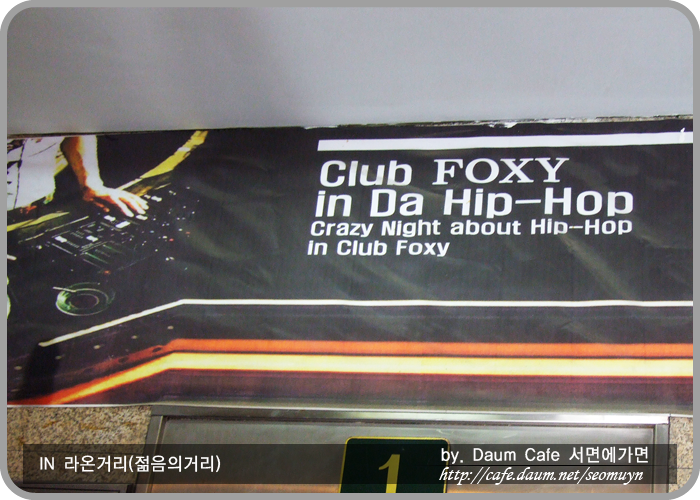 Club FOXY
in Da Hip-Hop
Crazy Night about Hip-Hop
in Club Foxy
1
IN 라온거리(젊음의거리)
by. Daum Cafe 서면에가면
http://cafe.daum.net/seomuyn